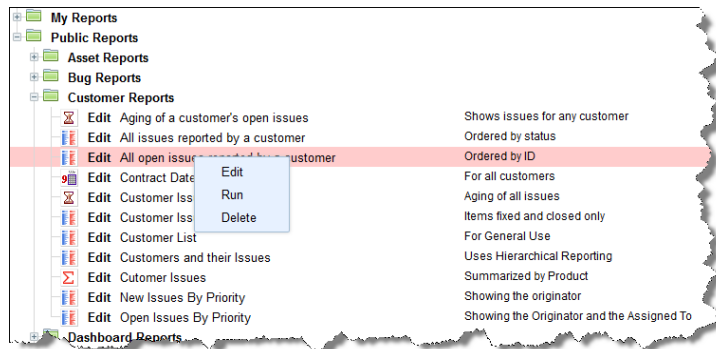 My Reports
Public Reports
Asset Reports
Bug Reports
Customer Reports
Edit Aging of a customer's open issues Shows issues for any customer
Edit All issues reported by a customer Ordered by status
Edit All open issues reported by a customer Ordered by ID
Edit Contract Date For all customers
Edit Customer Iss Aging of all issues
Edit Customer Iss Items fixed and closed only
Edit Customer List For General Use
Edit Customers and their Issues Uses Hierarchical Reporting
Edit Cutomer Issues Summarized by Product
Edit New Issues By Priority Showing the originator
Edit Open Issues By Priority Showing the Originator and the Assigned To
Dashboard Reports
Edit
Run
Delete